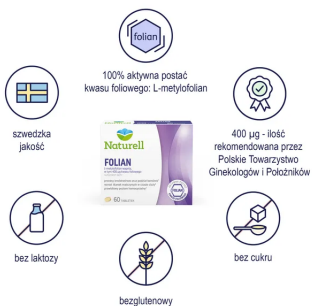 folian
100% aktywna postać
kwasu foliowego: L-metylofolian
szwedzka
jakość
Naturell
FOLIAN
60
400 µg - ilość
rekomendowana przez
Polskie Towarzystwo
Ginekologów i Położników
bez laktozy
bez cukru
bezglutenowy